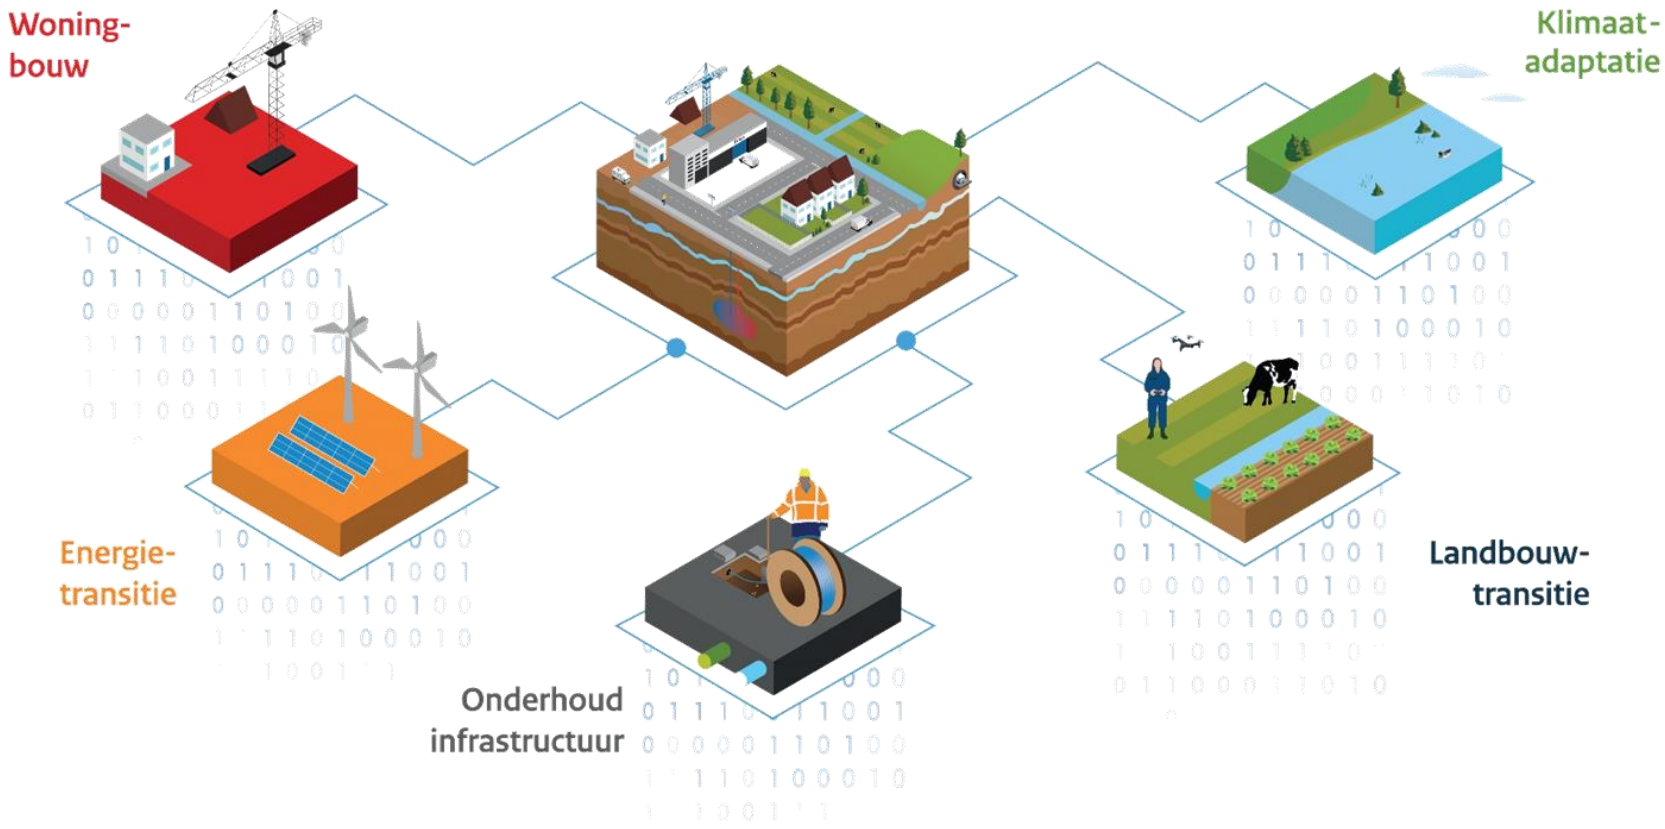 Woning-
bouw
Klimaat-
adaptatie
Energie-
transitie
Landbouw-
transitie
Onderhoud
infrastructuur